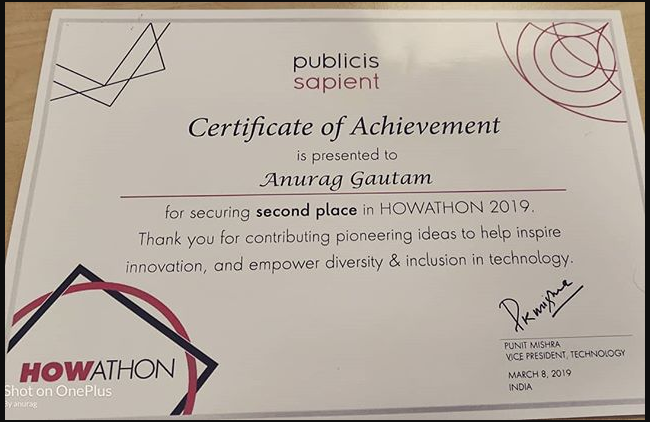 publicis
sapient
Certificate of Achievement
is presented to
Anurag Gautam
for securing second place in HOWATHON 2019.
Thank you for contributing pioneering ideas to help inspire
innovation, and empower diversity & inclusion in technology.
PKMishra
PUNIT MISHRA
VICE PRESIDENT, TECHNOLOGY
MARCH 8, 2019
INDIA
HOWATHON
Shot on OnePlus
By anurag